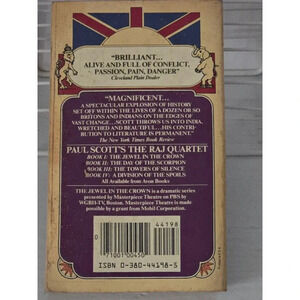 "BRILLIANT...
ALIVE AND FULL OF CONFLICT,
PASSION, PAIN, DANGER"
Cleveland Plain Dealer
"MAGNIFICENT...
A SPECTACULAR EXPLOSION OF HISTORY
SET OFF WITHIN THE LIVES OF A DOZEN OR SO
BRITONS AND INDIANS ON THE EDGES OF
VAST CHANGE... SCOTT THROWS US INTO INDIA,
WRETCHED AND BEAUTIFUL... HIS CONTRI-
BUTION TO LITERATURE IS PERMANENT."
The New York Times Book Review
PAUL SCOTT'S THE RAJ QUARTET
BOOK I: THE JEWEL IN THE CROWN
BOOK II: THE DAY OF THE SCORPION
BOOK III: THE TOWERS OF SILENCE
BOOK IV: A DIVISION OF THE SPOILS
All Available from Avon Books
THE JEWEL IN THE CROWN is a dramatic series
presented by Masterpiece Theatre on PBS by
WGBH-TV, Boston. Masterpiece Theatre is made
possible by a grant from Mobil Corporation.
44198
71001 00450
ISBN 0-380-44198-5